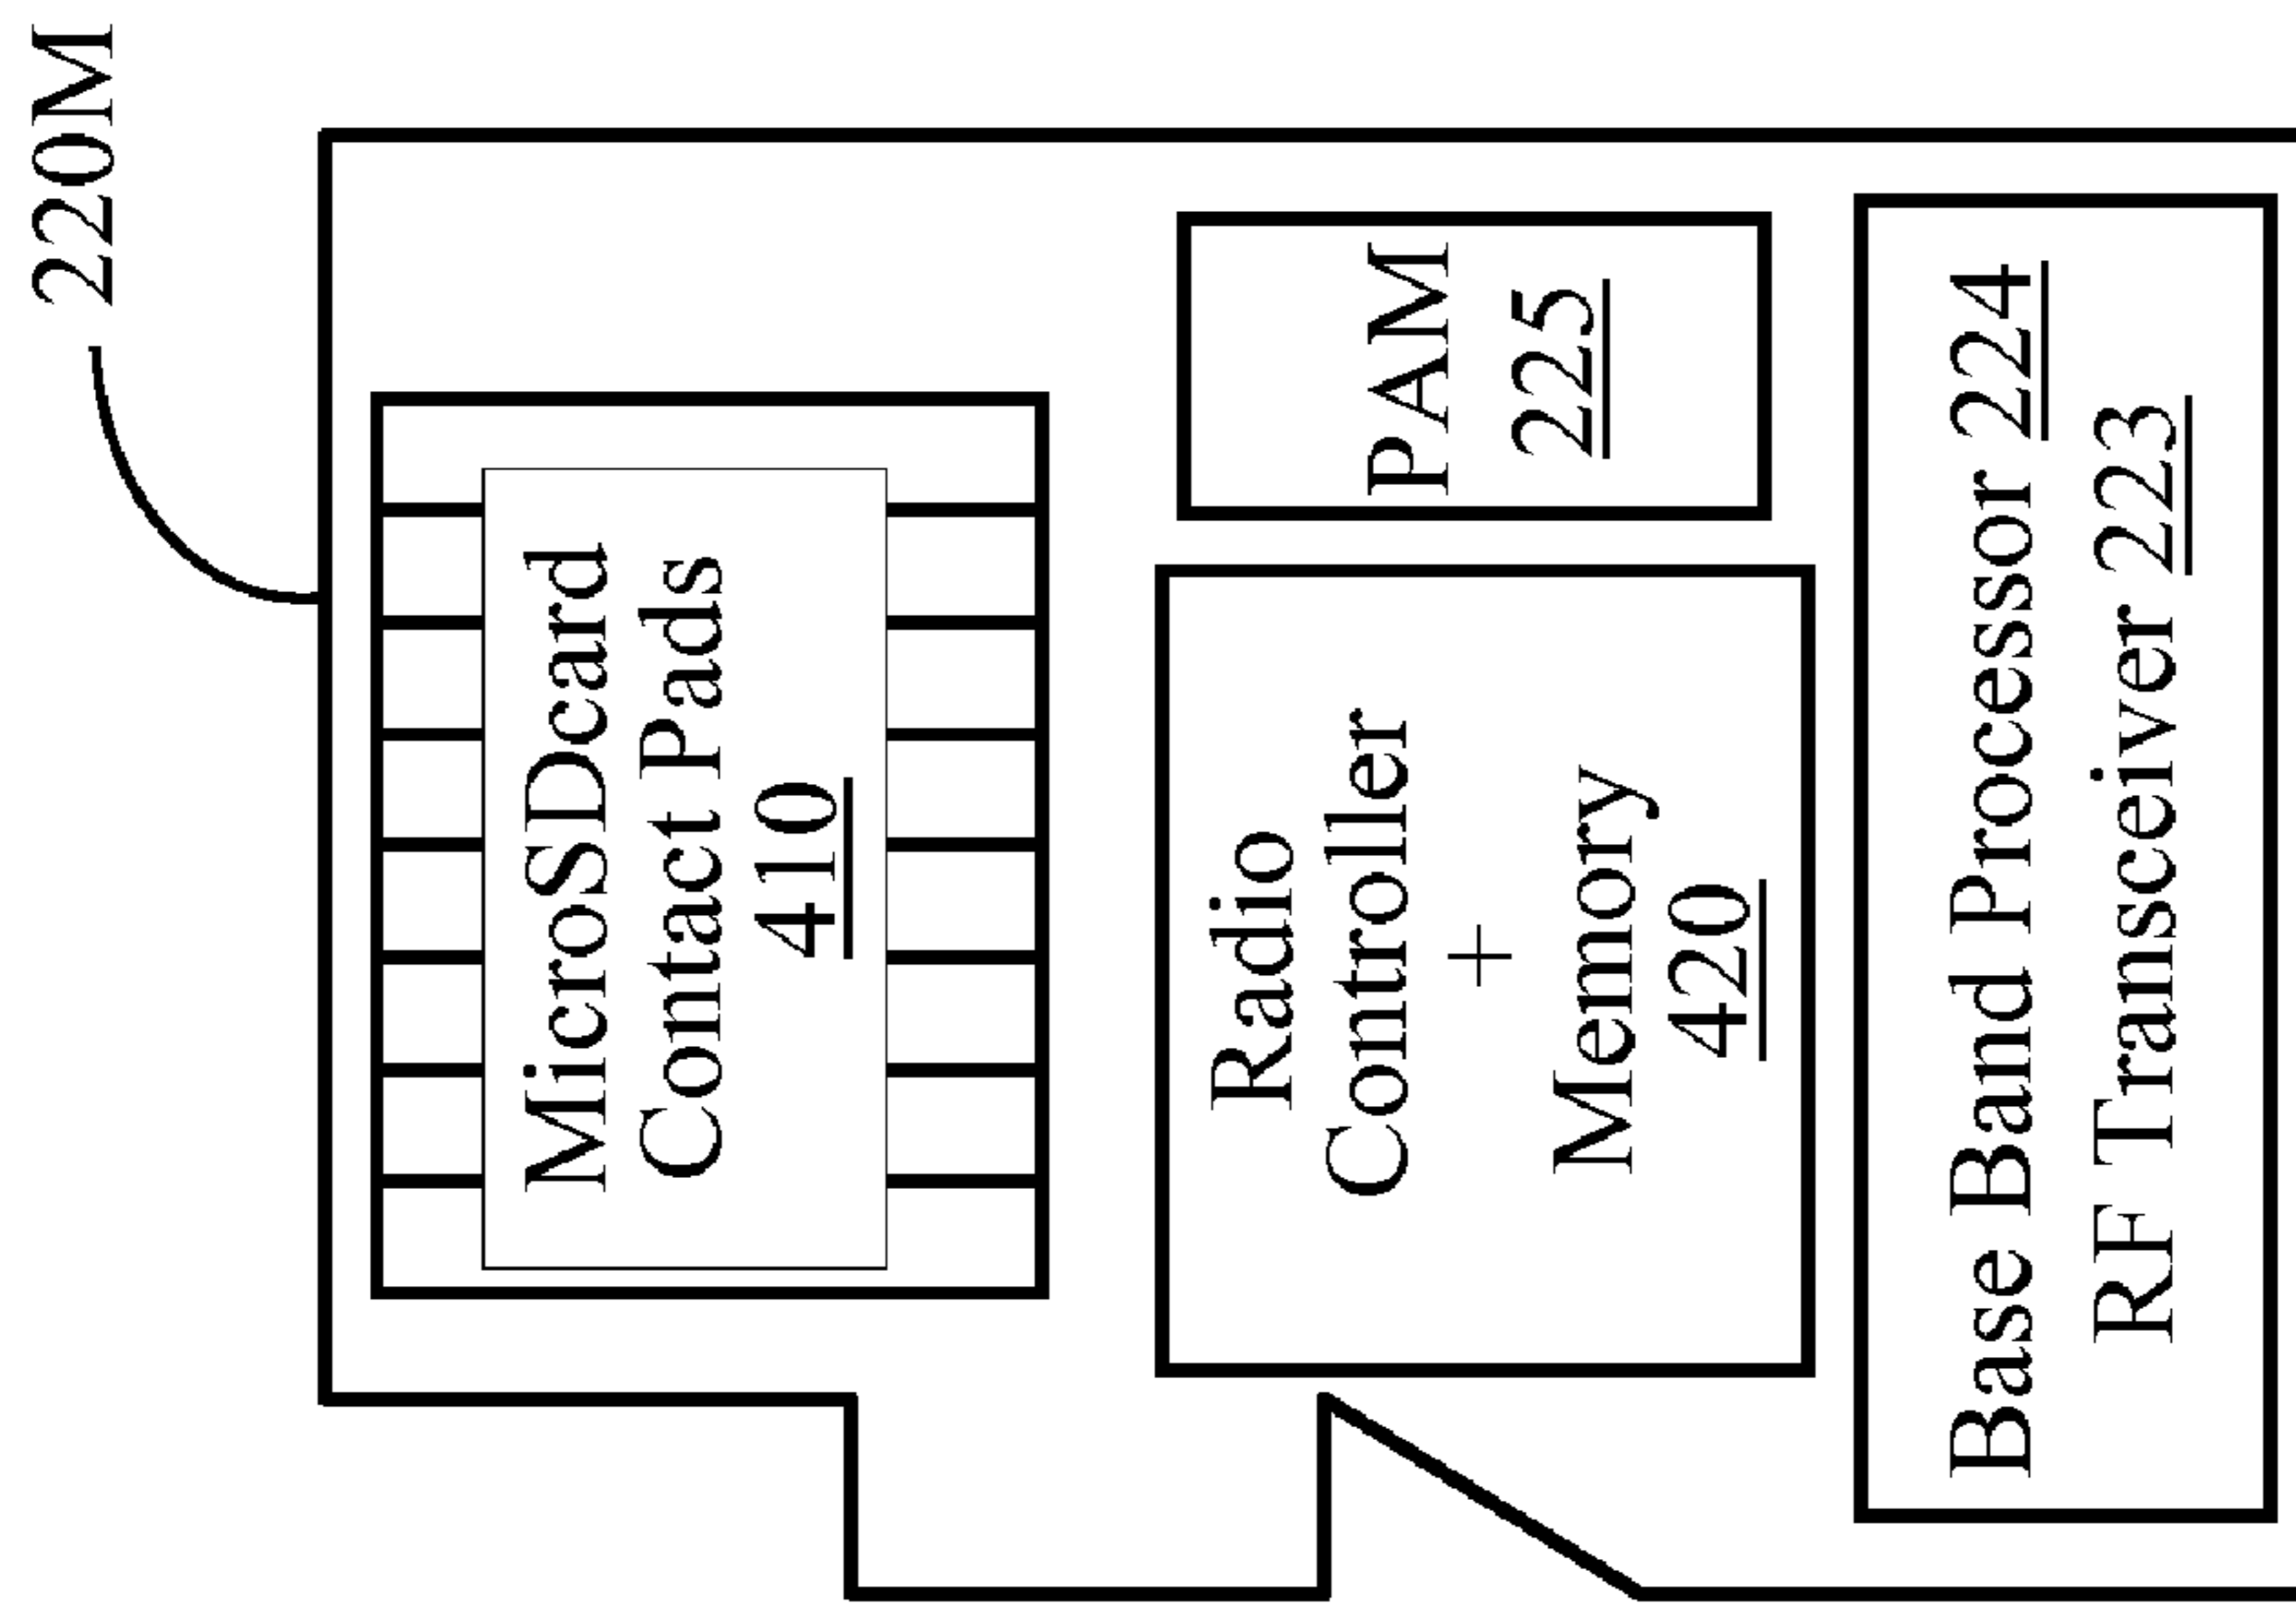 220M
MicroSDcard
Contact Pads
410
PAM
225
Radio
Controller
+
Memory
420
Base Band Processor 224
RF Transceiver 223